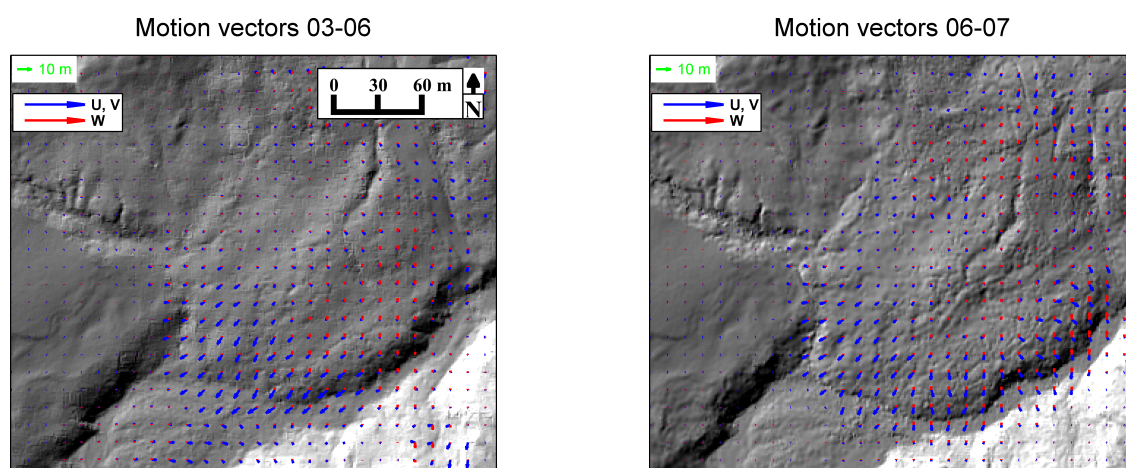 Motion vectors 03-06
Motion vectors 06-07
10 m
U, V
W
0 30 60 m
N
10 m
U, V
W